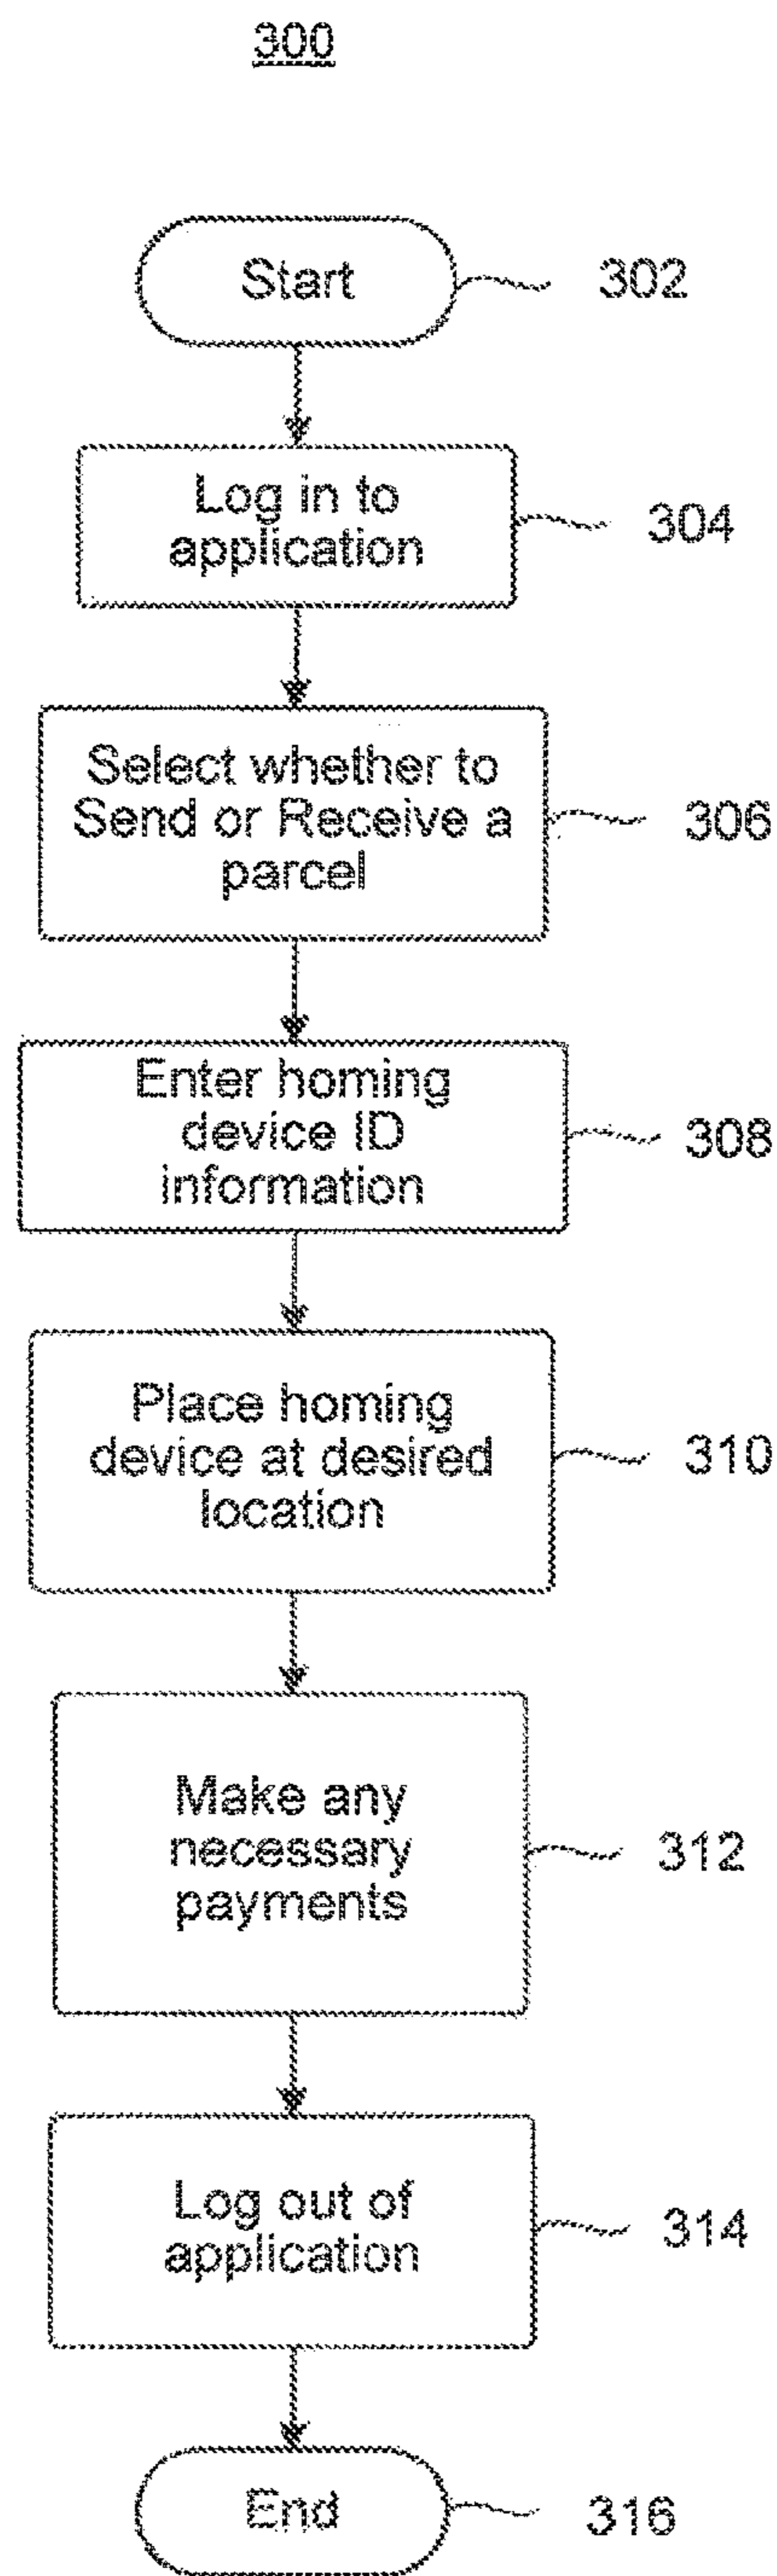 300
Start
302
Log in to
application
304
Select whether to
Send or Receive a
parcel
306
Enter homing
device ID
information
308
Place homing
device at desired
location
310
Make any
necessary
payments
312
Log out of
application
314
End
316